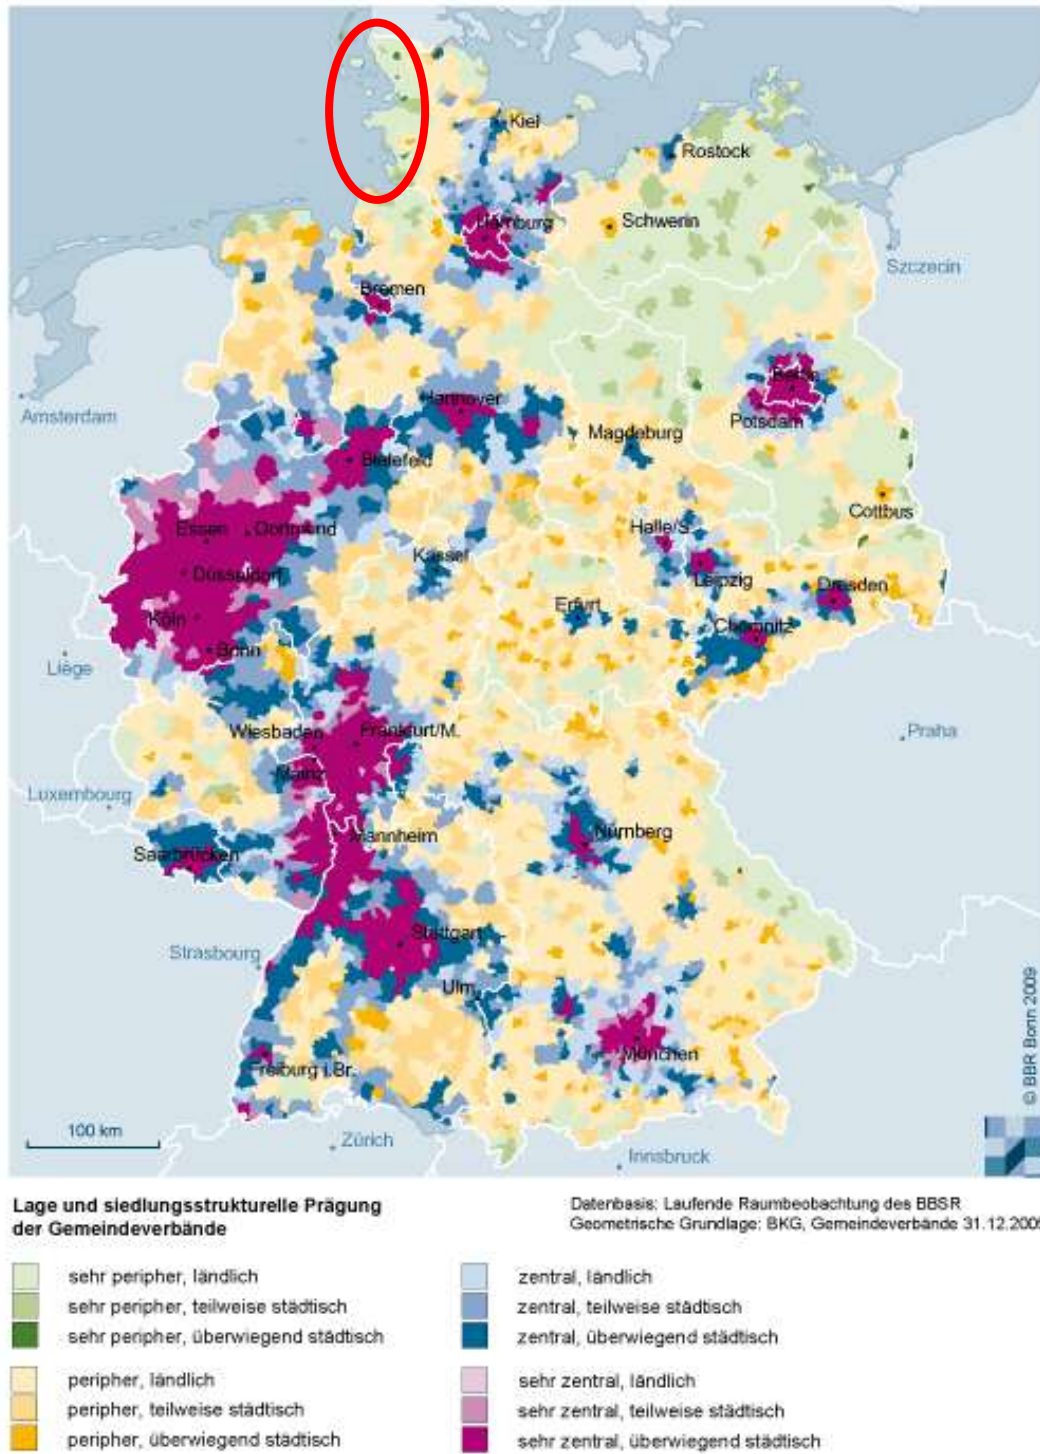 Kiel
Rostock
Hamburg
Schwerin
Szczecin
Bremen
Berlin
Amsterdam
Hannover
Potsdam
Magdeburg
Bielefeld
Cottbus
Essen Dortmund
Halle/S.
Kassel
Düsseldorf
Leipzig
Dresden
Erfurt
Köln
Chemnitz
Bonn
Liège
Wiesbaden
Frankfurt/M.
Praha
Mainz
Luxembourg
Mannheim
Nürnberg
Saarbrücken
Stuttgart
Strasbourg
Ulm
München
Freiburg i.Br.
100 km
Zürich
Innsbruck
© BBR Bonn 2009
Lage und siedlungsstrukturelle Prägung
der Gemeindeverbände
Datenbasis: Laufende Raumbeobachtung des BBSR
Geometrische Grundlage: BKG, Gemeindeverbände 31.12.2005
sehr peripher, ländlich
sehr peripher, teilweise städtisch
sehr peripher, überwiegend städtisch
peripher, ländlich
peripher, teilweise städtisch
peripher, überwiegend städtisch
zentral, ländlich
zentral, teilweise städtisch
zentral, überwiegend städtisch
sehr zentral, ländlich
sehr zentral, teilweise städtisch
sehr zentral, überwiegend städtisch